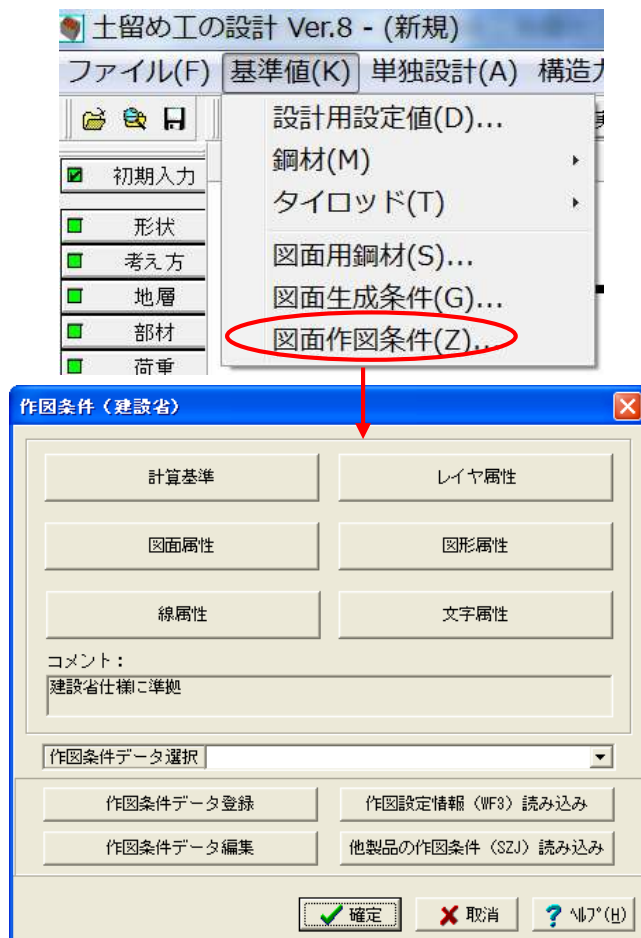 土留め工の設計 Ver.8 - (新規)
ファイル(F) 基準値(K) 単独設計(A)
設計用設定値(D)...
鋼材(M)
初期入力
タイロッド(T)
形状
考え方
図面用鋼材(S)...
地層
図面生成条件(G)...
部材
図面作図条件(Z)...
荷重
作図条件（建設省）
計算基準 レイヤ属性
図面属性 図形属性
線属性 文字属性
コメント：
建設省仕様に準拠
作図条件データ選択
作図条件データ登録 作図設定情報（WF3）読み込み
作図条件データ編集 他製品の作図条件（SZJ）読み込み
確定 取消 ヘルプ(H)